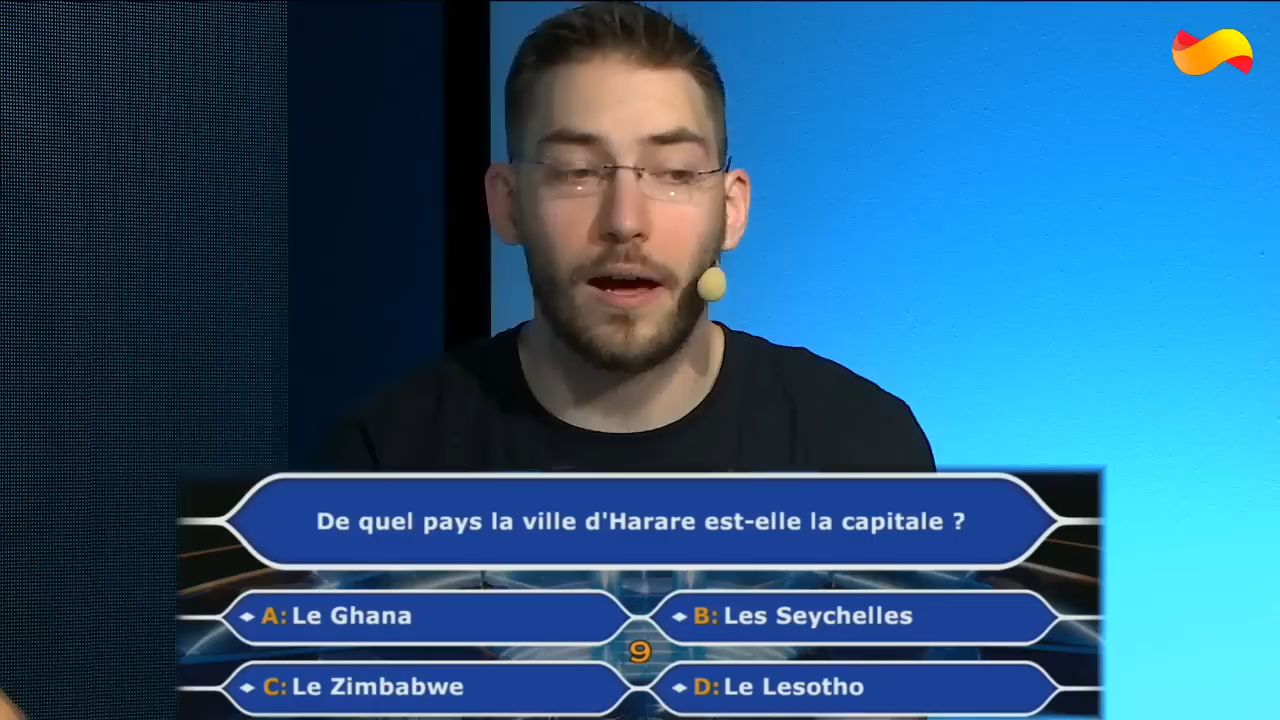 De quel pays la ville d'Harare est-elle la capitale ?
A: Le Ghana
B: Les Seychelles
9
C: Le Zimbabwe
D: Le Lesotho